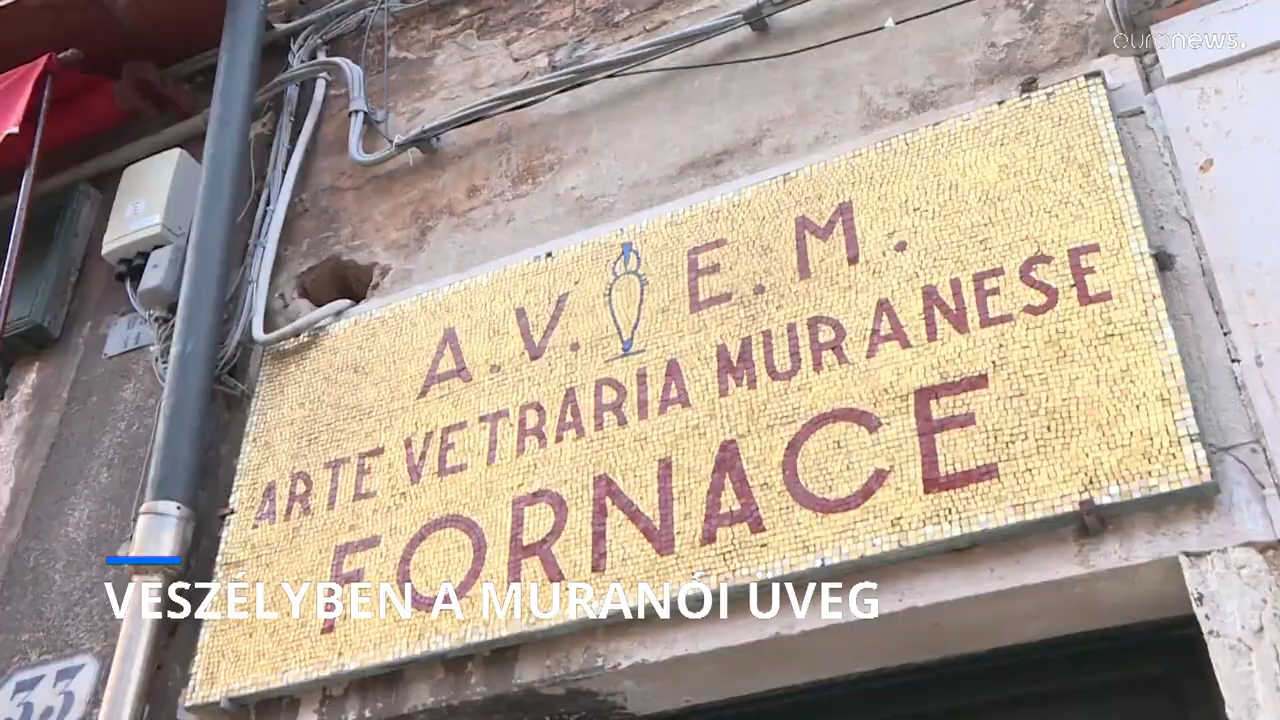 euronews.
A.V. E.M.
ARTE VETRARIA MURANESE
FORNACE
VESZÉLYBEN A MURANÓI ÜVEG
33